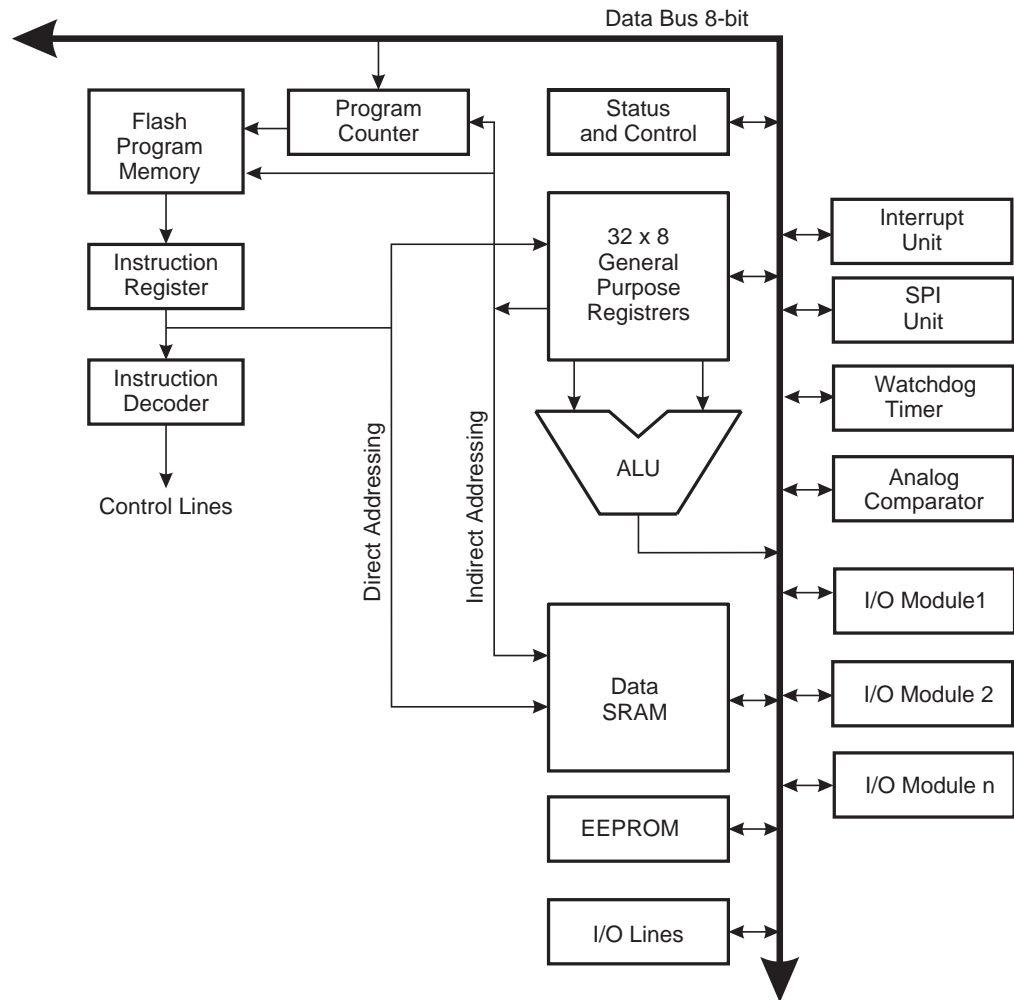 Data Bus 8-bit
Flash
Program
Memory
Program
Counter
Status
and Control
Interrupt
Unit
32 x 8
General
Purpose
Registrers
Instruction
Register
SPI
Unit
Instruction
Decoder
Watchdog
Timer
Control Lines
Direct Addressing
Indirect Addressing
ALU
Analog
Comparator
I/O Module1
Data
SRAM
I/O Module 2
I/O Module n
EEPROM
I/O Lines